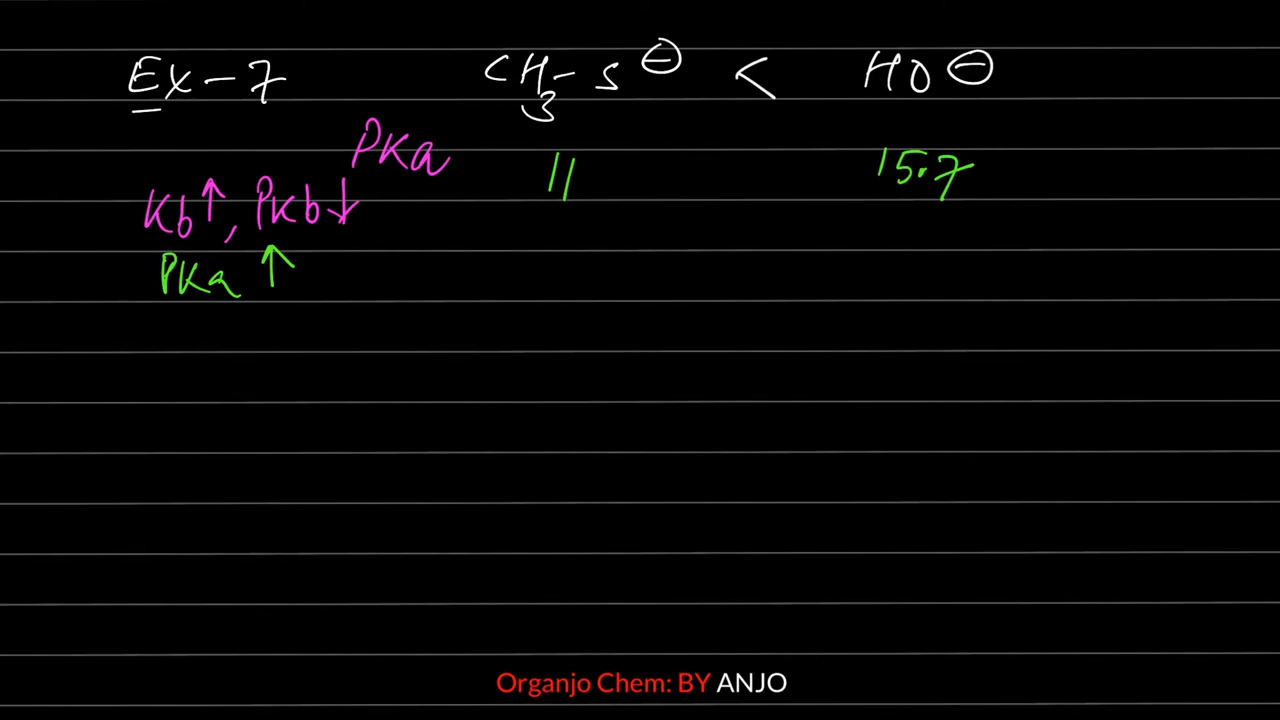 Ex-7 CH3-S⊖ < HO⊖
PKa 11 15.7
Kb↑, PKb↓
PKa ↑
Organjo Chem: BY ANJO